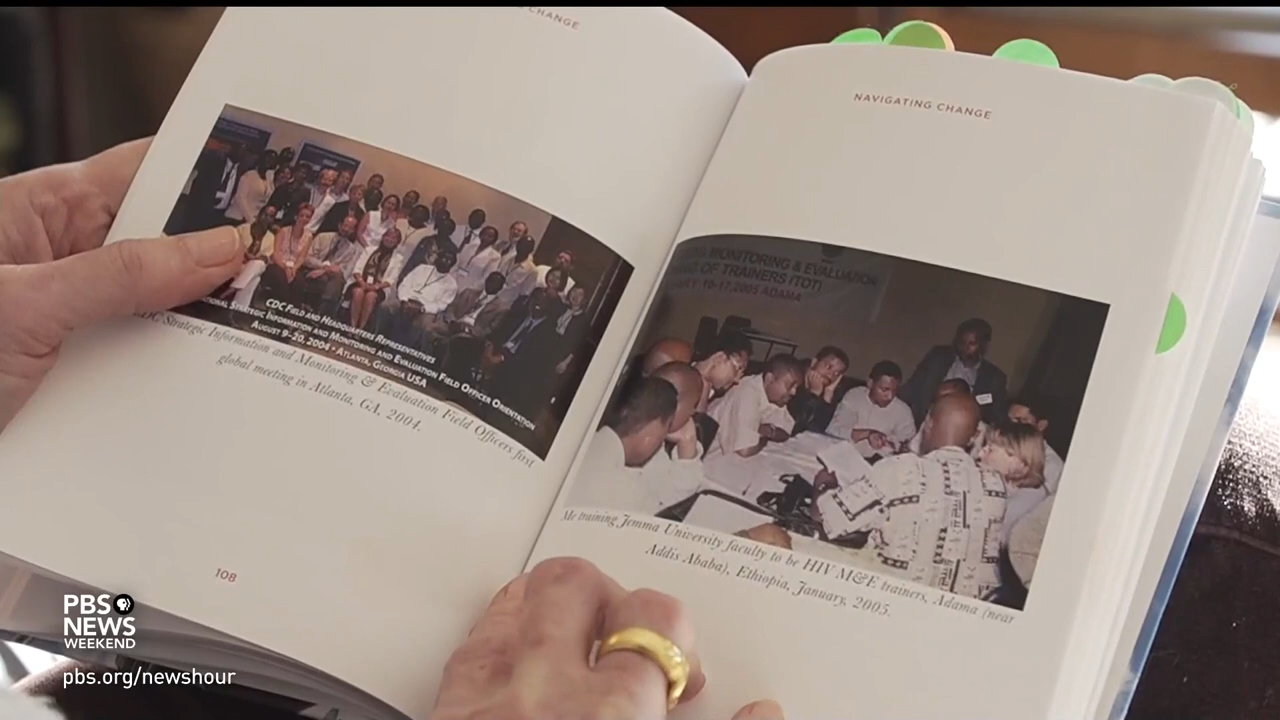 CHANGE
CDC FIELD AND HEADQUARTERS REPRESENTATIVES
STRATEGIC INFORMATION AND MONITORING AND EVALUATION FIELD OFFICER ORIENTATION
AUGUST 9-20, 2004 • ATLANTA, GEORGIA USA
CDC Strategic Information and Monitoring & Evaluation Field Officers first
global meeting in Atlanta, GA, 2004.
108
NAVIGATING CHANGE
MONITORING & EVALUATION
OF TRAINERS (TOT)
10-17, 2005 ADAMA
Me training Jemma University faculty to be HIV M&E trainers, Adama (near
Addis Ababa), Ethiopia, January, 2005.
PBS
NEWS
WEEKEND
pbs.org/newshour